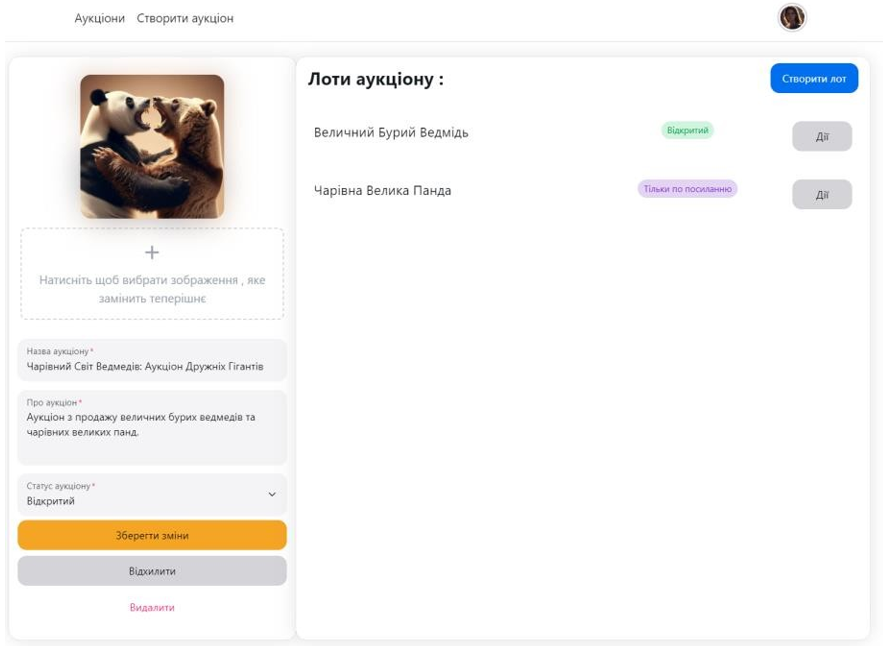 Аукціони Створити аукціон
Натисніть щоб вибрати зображення , яке
замінить теперішнє
Назва аукціону*
Чарівний Світ Ведмедів: Аукціон Дружніх Гігантів
Про аукціон*
Аукціон з продажу величних бурих ведмедів та
чарівних великих панд.
Статус аукціону*
Відкритий
Зберегти зміни
Відхилити
Видалити
Лоти аукціону :
Створити лот
Величний Бурий Ведмідь
Відкритий
Дії
Чарівна Велика Панда
Тільки по посиланню
Дії